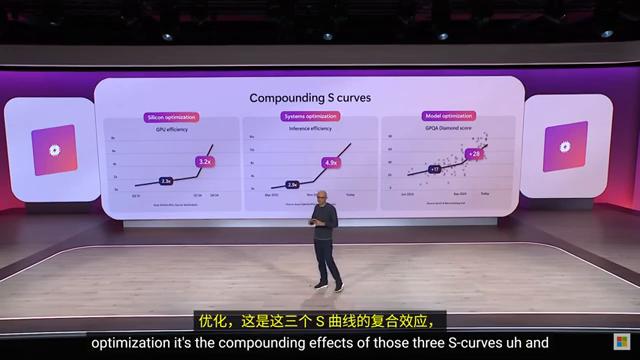 Compounding S curves
Silicon optimization
GPU efficiency
2.3x
3.2x
Systems optimization
Inference efficiency
2.9x
4.9x
Today
Model optimization
GPQA Diamond score
+17
+28
Today
优化，这是这三个 S 曲线的复合效应，
optimization it's the compounding effects of those three S-curves uh and